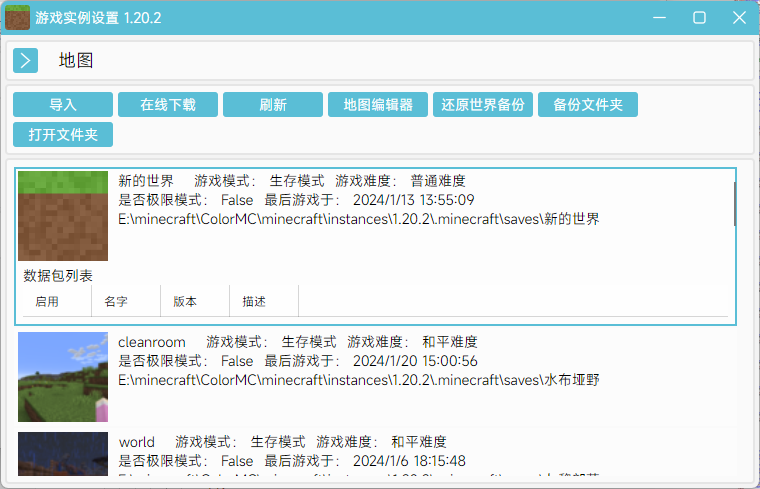 游戏实例设置 1.20.2
地图
导入 在线下载 刷新 地图编辑器 还原世界备份 备份文件夹
打开文件夹
新的世界 游戏模式： 生存模式 游戏难度： 普通难度
是否极限模式： False 最后游戏于： 2024/1/13 13:55:09
E:\minecraft\ColorMC\minecraft\instances\1.20.2\.minecraft\saves\新的世界
数据包列表
启用 名字 版本 描述
cleanroom 游戏模式： 生存模式 游戏难度： 和平难度
是否极限模式： False 最后游戏于： 2024/1/20 15:00:56
E:\minecraft\ColorMC\minecraft\instances\1.20.2\.minecraft\saves\水布垭野
world 游戏模式： 生存模式 游戏难度： 和平难度
是否极限模式： False 最后游戏于： 2024/1/6 18:15:48